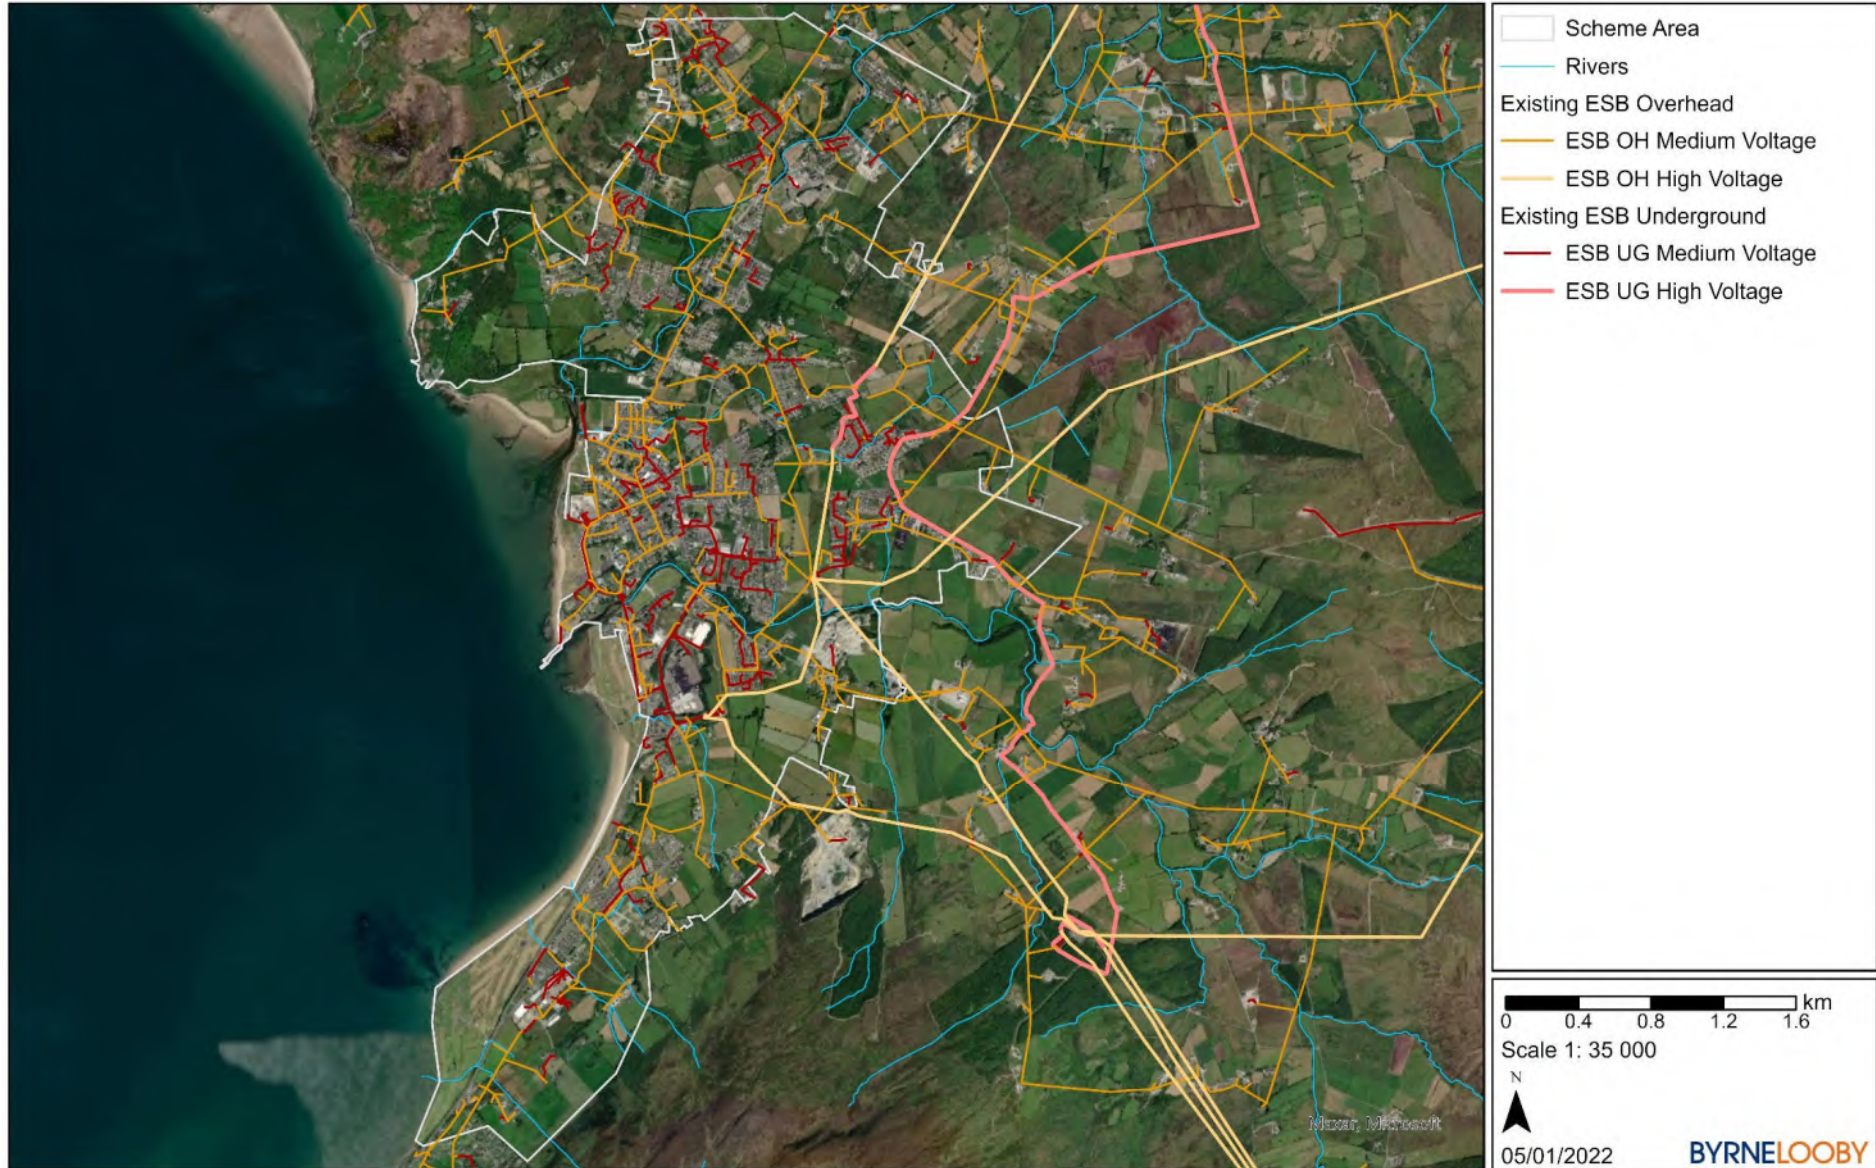 Scheme Area
Rivers
Existing ESB Overhead
ESB OH Medium Voltage
ESB OH High Voltage
Existing ESB Underground
ESB UG Medium Voltage
ESB UG High Voltage
km
0 0.4 0.8 1.2 1.6
Scale 1: 35 000
N
Maxar, Microsoft
05/01/2022 BYRNELOOBY